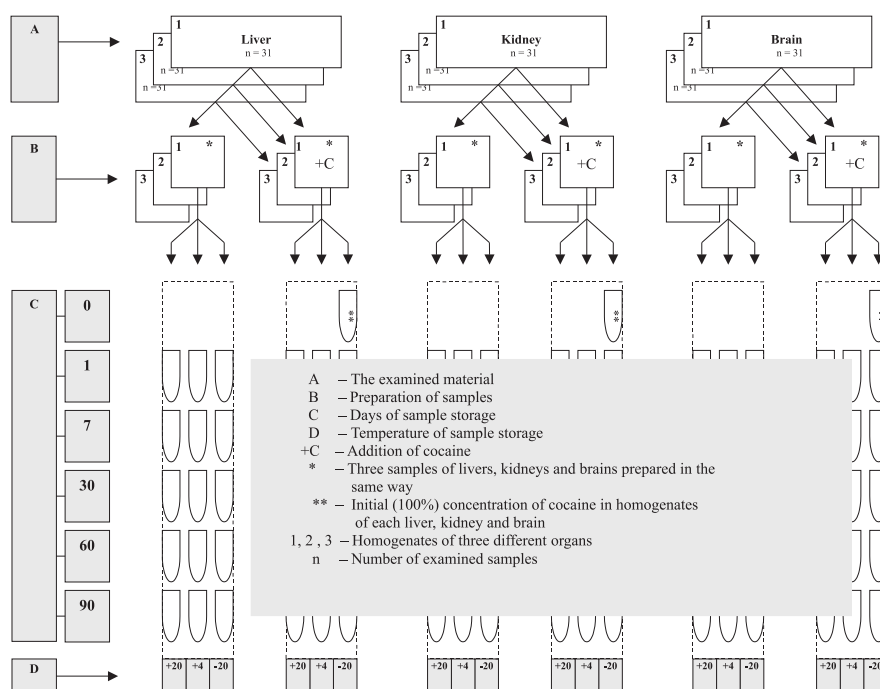 A
1
Liver
n = 31
2
n =31
3
n =31
1
Kidney
n = 31
2
n =31
3
n =31
1
Brain
n = 31
2
n =31
3
n =31
B
1 *
2
3
1 *
+C
2
3
1 *
2
3
1 *
+C
2
3
1 *
2
3
1 *
+C
2
3
C
0
**
**
1
7
30
60
90
A – The examined material
B – Preparation of samples
C – Days of sample storage
D – Temperature of sample storage
+C – Addition of cocaine
* – Three samples of livers, kidneys and brains prepared in the
same way
** – Initial (100%) concentration of cocaine in homogenates
of each liver, kidney and brain
1, 2 , 3 – Homogenates of three different organs
n – Number of examined samples
D
+20 +4 -20 +20 +4 -20 +20 +4 -20 +20 +4 -20 +20 +4 -20 +20 +4 -20